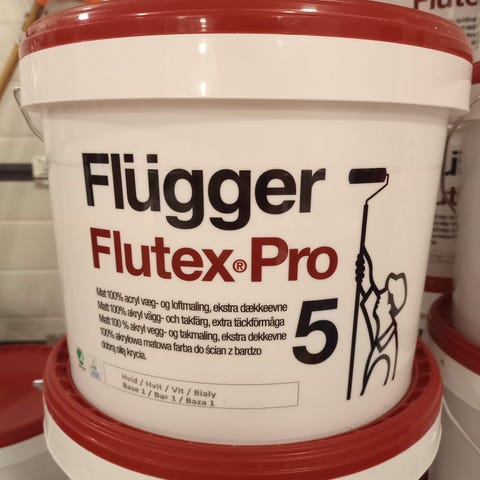 Flutex
Flügger
Flutex® Pro
5
Mat 100% acryl væg- og loftmaling, ekstra dækkeevne
Matt 100% akryl vägg- och takfärg, extra täckförmåga
Matt 100 % akryl vegg- og takmaling, ekstra dekkevne
100% akrylowa matowa farba do ścian z bardzo
dobrą siłą krycia.
Hvid / Hvit / Vit / Biały
Base 1 / Bas 1 / Baza 1